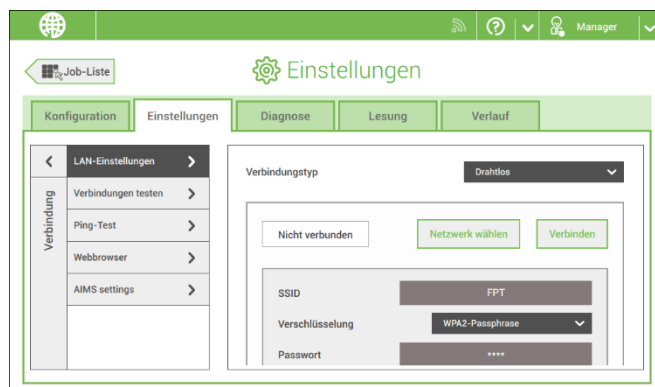 Manager
Job-Liste
Einstellungen
Konfiguration Einstellungen Diagnose Lesung Verlauf
Verbindung
LAN-Einstellungen
Verbindungen testen
Ping-Test
Webbrowser
AIMS settings
Verbindungstyp Drahtlos
Nicht verbunden Netzwerk wählen Verbinden
SSID FPT
Verschlüsselung WPA2-Passphrase
Passwort ****